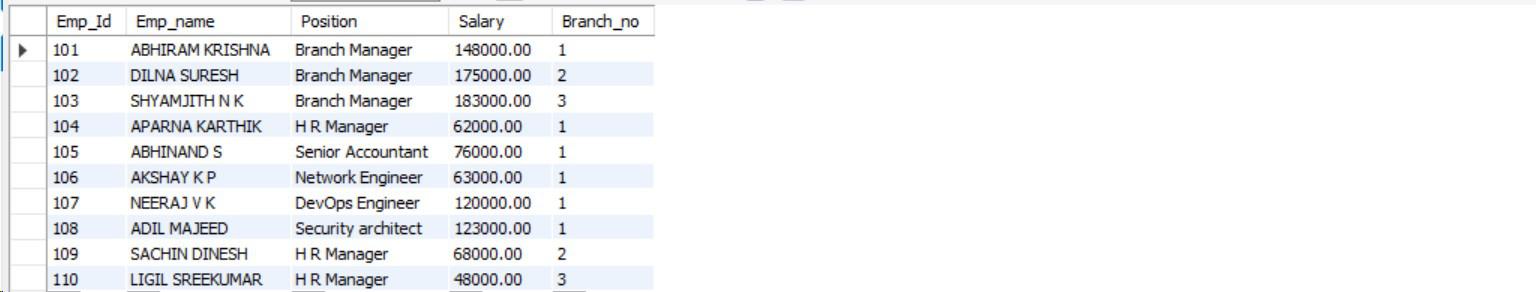 Emp_Id Emp_name Position Salary Branch_no
101 ABHIRAM KRISHNA Branch Manager 148000.00 1
102 DILNA SURESH Branch Manager 175000.00 2
103 SHYAMJITH N K Branch Manager 183000.00 3
104 APARNA KARTHIK H R Manager 62000.00 1
105 ABHINAND S Senior Accountant 76000.00 1
106 AKSHAY K P Network Engineer 63000.00 1
107 NEERAJ V K DevOps Engineer 120000.00 1
108 ADIL MAJEED Security architect 123000.00 1
109 SACHIN DINESH H R Manager 68000.00 2
110 LIGIL SREEKUMAR H R Manager 48000.00 3